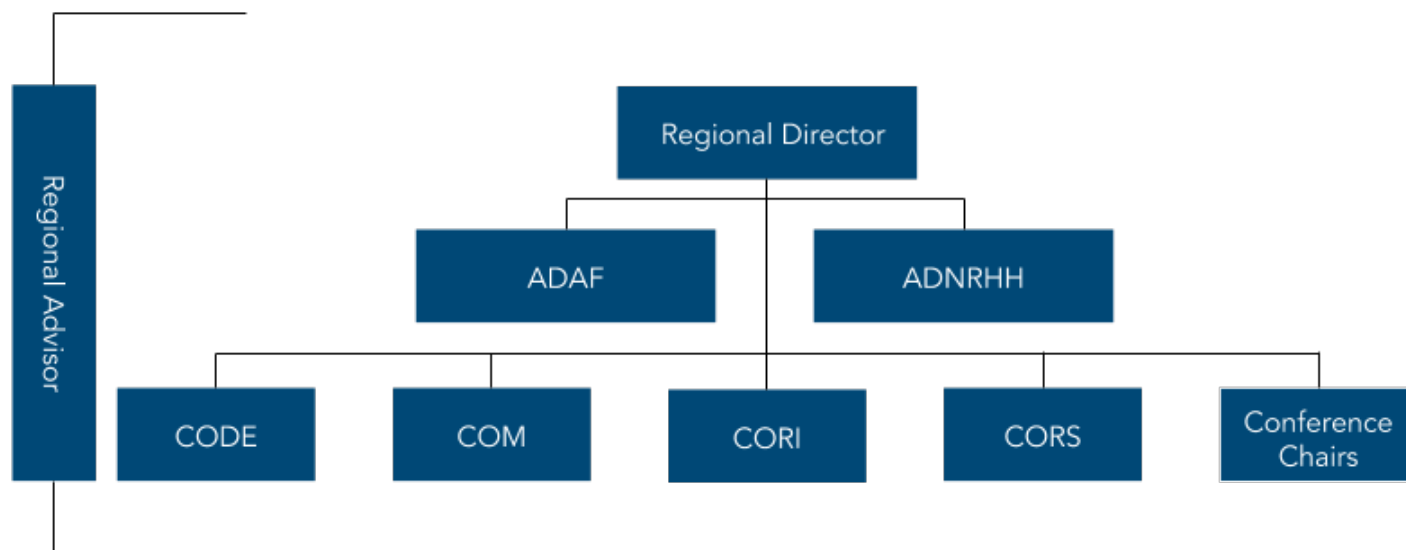 Regional Director
Regional Advisor
ADAF
ADNRHH
CODE
COM
CORI
CORS
Conference
Chairs